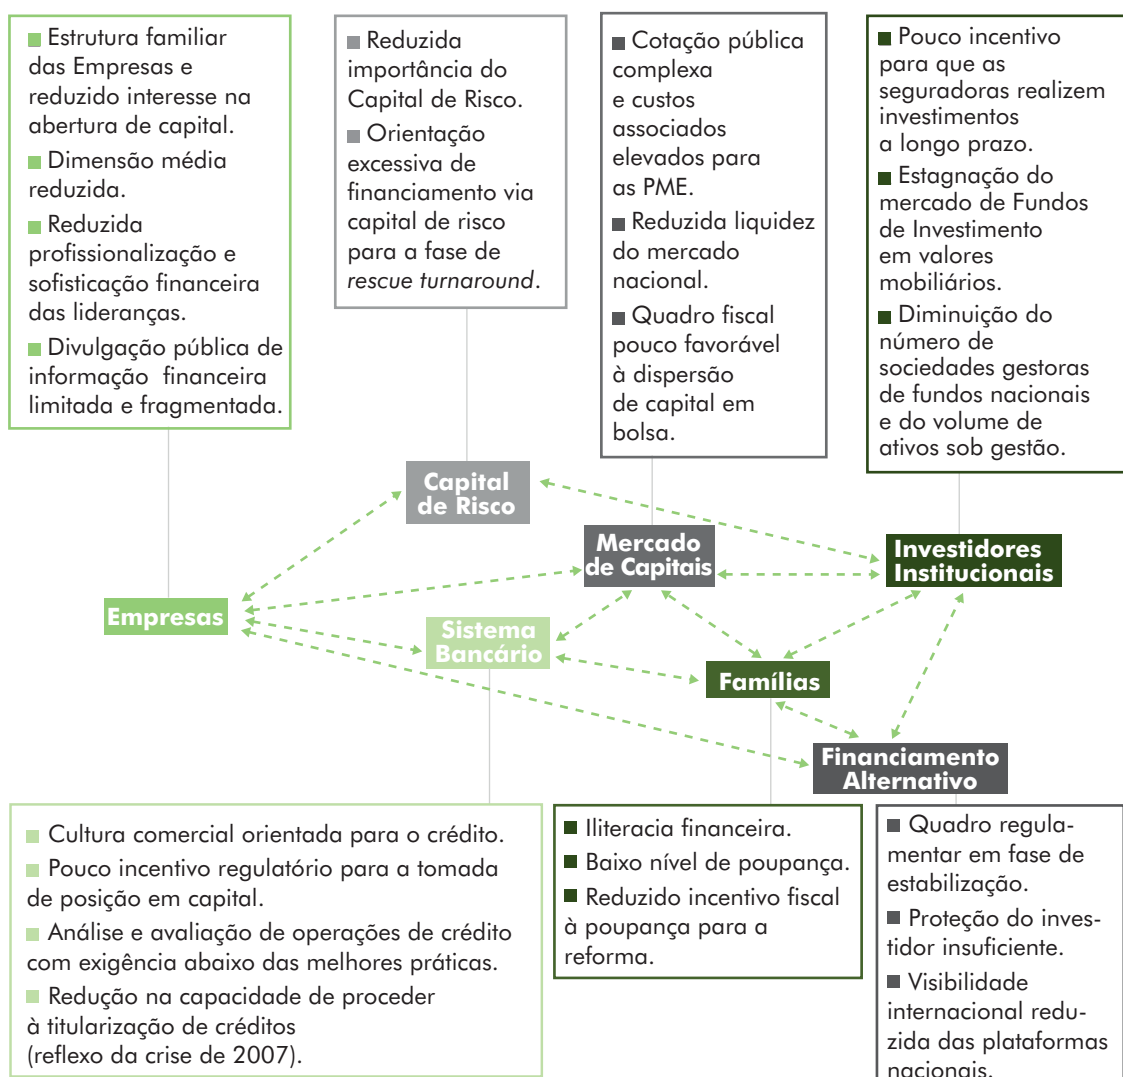 ■ Estrutura familiar
das Empresas e
reduzido interesse na
abertura de capital.
■ Dimensão média
reduzida.
■ Reduzida
profissionalização e
sofisticação financeira
das lideranças.
■ Divulgação pública de
informação financeira
limitada e fragmentada.
■ Reduzida
importância do
Capital de Risco.
■ Orientação
excessiva de
financiamento via
capital de risco
para a fase de
rescue turnaround.
■ Cotação pública
complexa
e custos
associados
elevados para
as PME.
■ Reduzida liquidez
do mercado
nacional.
■ Quadro fiscal
pouco favorável
à dispersão
de capital em
bolsa.
■ Pouco incentivo
para que as
seguradoras realizem
investimentos
a longo prazo.
■ Estagnação do
mercado de Fundos
de Investimento
em valores
mobiliários.
■ Diminuição do
número de
sociedades gestoras
de fundos nacionais
e do volume de
ativos sob gestão.
Capital
de Risco
Mercado
de Capitais
Investidores
Institucionais
Empresas
Sistema
Bancário
Famílias
Financiamento
Alternativo
■ Cultura comercial orientada para o crédito.
■ Pouco incentivo regulatório para a tomada
de posição em capital.
■ Análise e avaliação de operações de crédito
com exigência abaixo das melhores práticas.
■ Redução na capacidade de proceder
à titularização de créditos
(reflexo da crise de 2007).
■ Iliteracia financeira.
■ Baixo nível de poupança.
■ Reduzido incentivo fiscal
à poupança para a
reforma.
■ Quadro regula-
mentar em fase de
estabilização.
■ Proteção do inves-
tidor insuficiente.
■ Visibilidade
internacional redu-
zida das plataformas
nacionais.